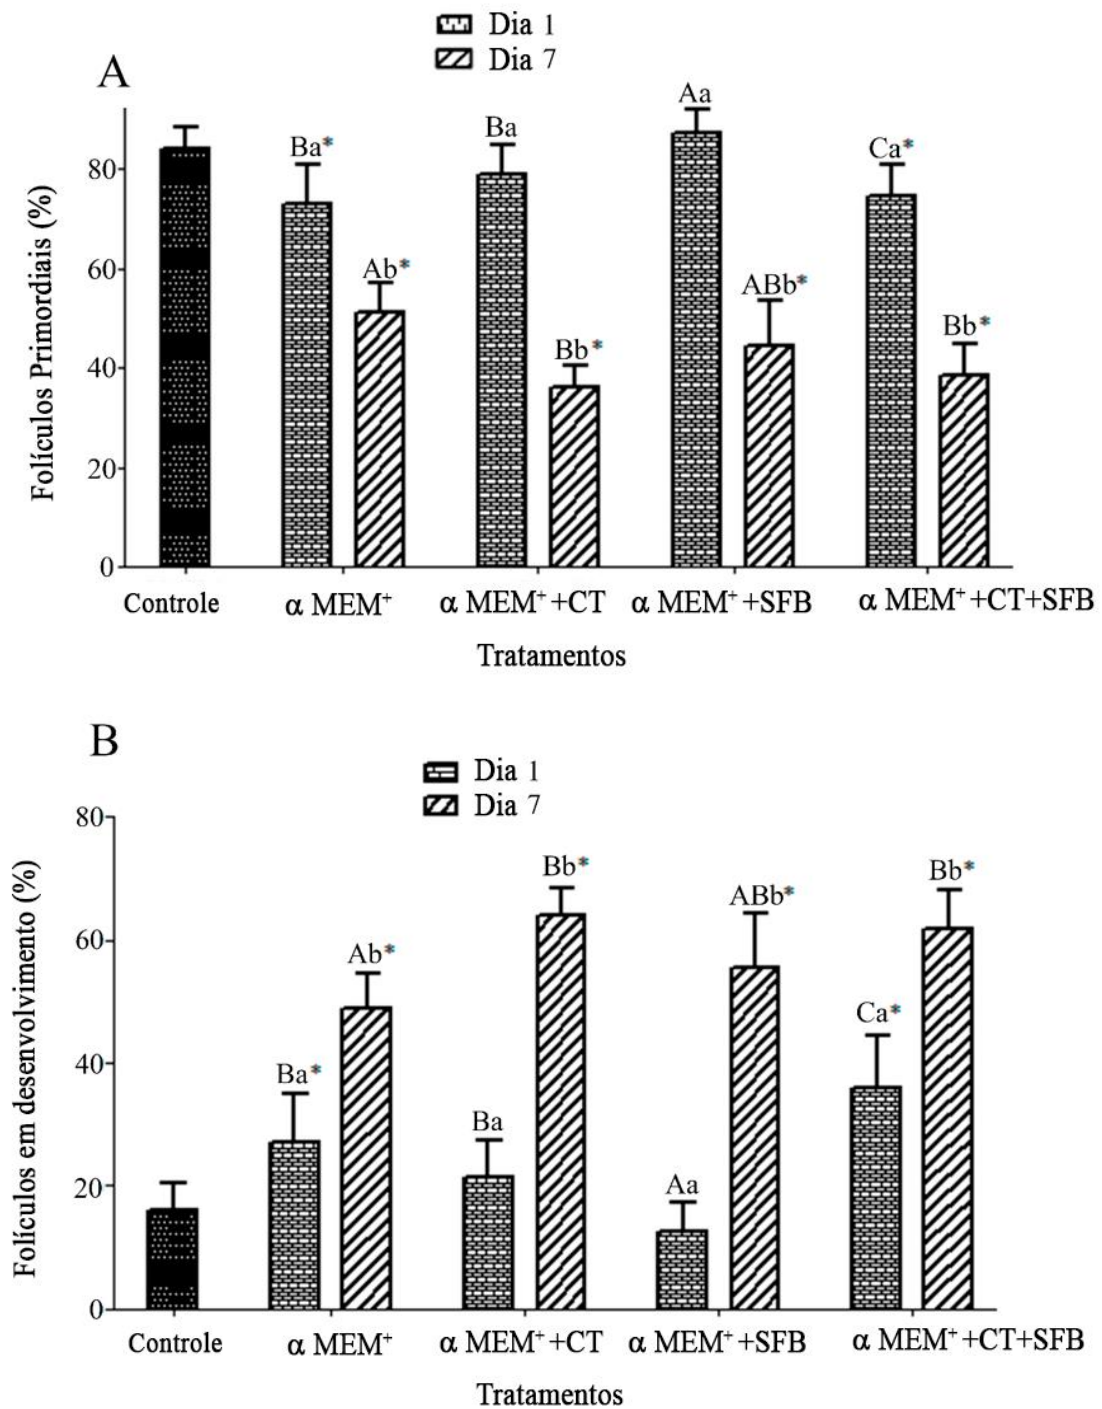 Dia 1
Dia 7
A
Folículos Primordiais (%)
80
60
40
20
0
Ba*
Ab*
Ba
Bb*
Aa
ABb*
Ca*
Bb*
Controle
α MEM⁺
α MEM⁺+CT
α MEM⁺+SFB
α MEM⁺+CT+SFB
Tratamentos
B
Dia 1
Dia 7
Folículos em desenvolvimento (%)
80
60
40
20
0
Ba*
Ab*
Ba
Bb*
Aa
ABb*
Ca*
Bb*
Controle
α MEM⁺
α MEM⁺+CT
α MEM⁺+SFB
α MEM⁺+CT+SFB
Tratamentos